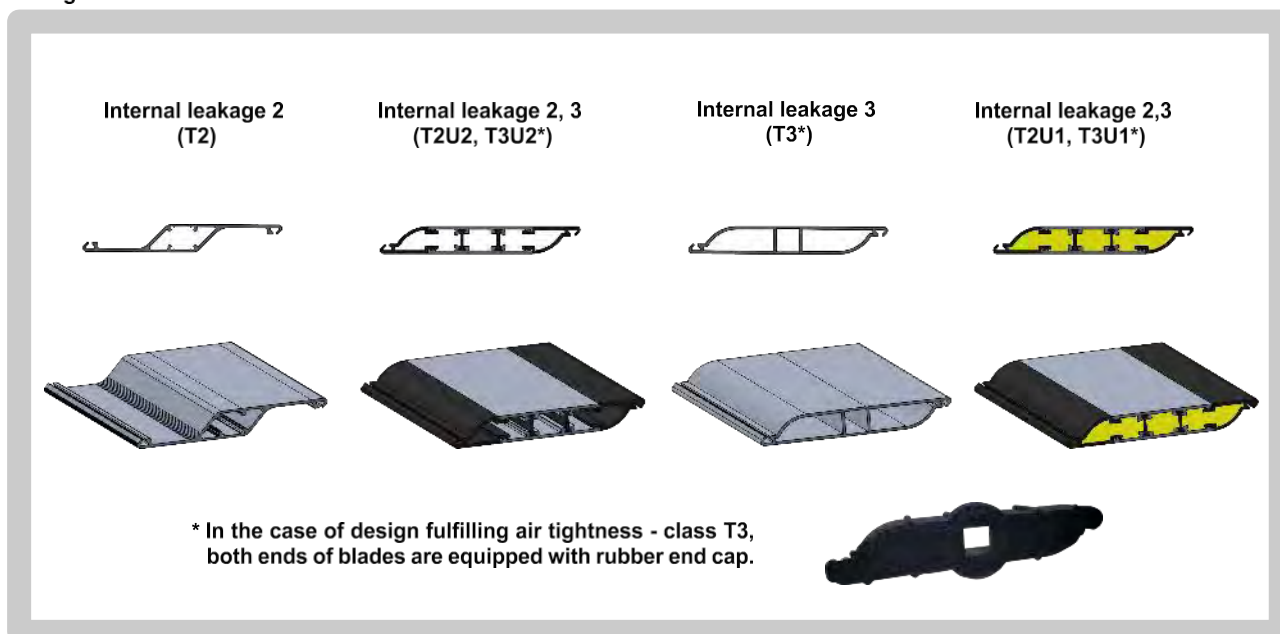 Internal leakage 2
(T2)
Internal leakage 2, 3
(T2U2, T3U2*)
Internal leakage 3
(T3*)
Internal leakage 2,3
(T2U1, T3U1*)
* In the case of design fulfilling air tightness - class T3,
both ends of blades are equipped with rubber end cap.